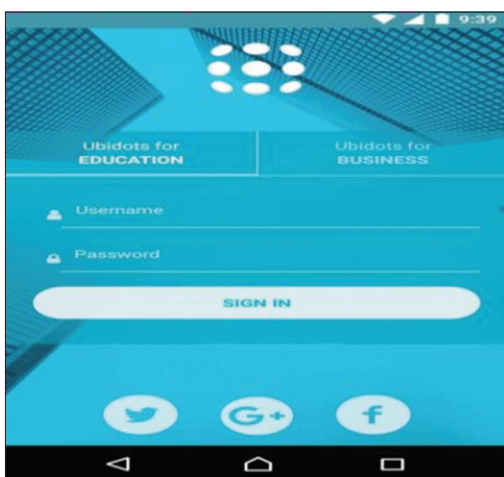 9:39
Ubidots for
EDUCATION
Ubidots for
BUSINESS
Username
Password
SIGN IN
G+
f